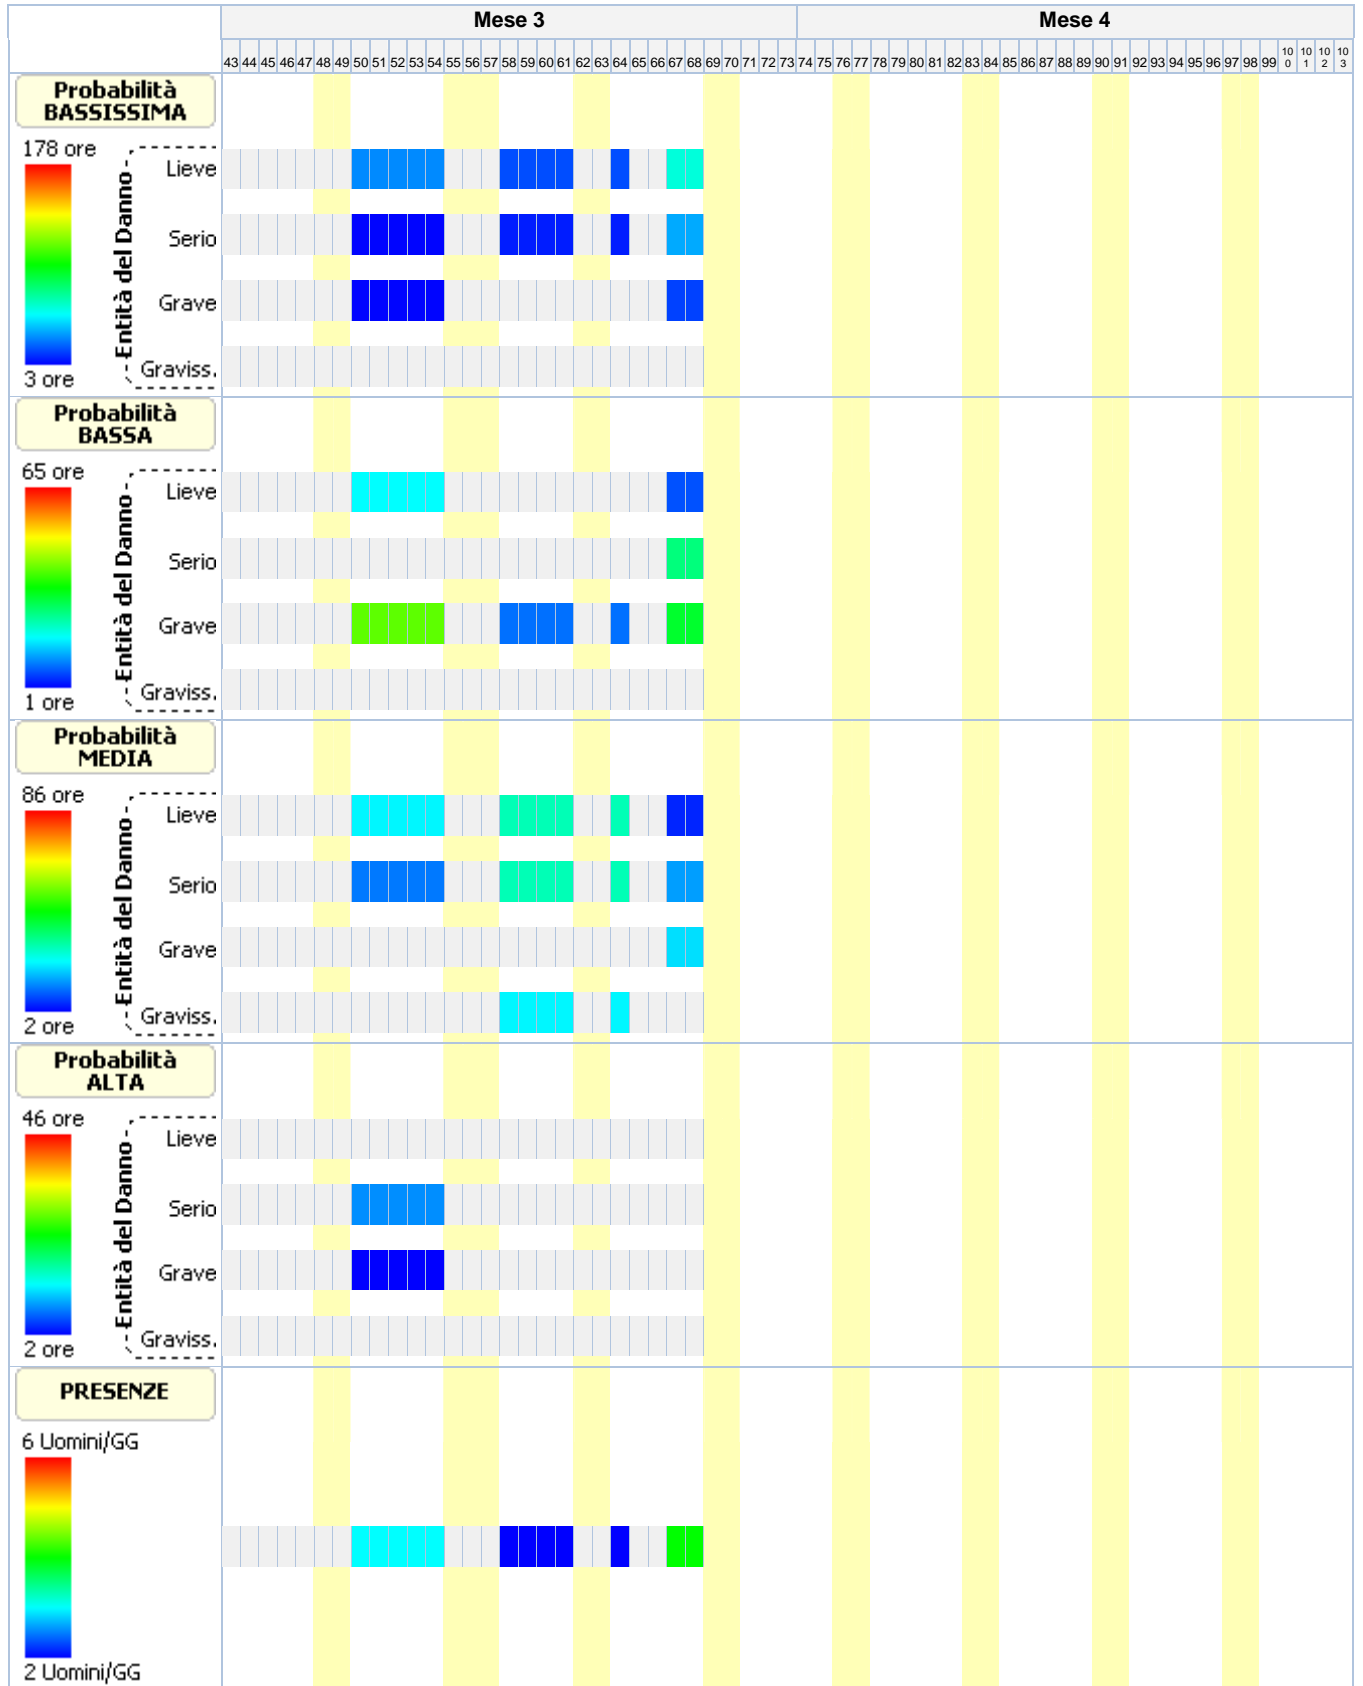 Mese 3 Mese 4
43 44 45 46 47 48 49 50 51 52 53 54 55 56 57 58 59 60 61 62 63 64 65 66 67 68 69 70 71 72 73 74 75 76 77 78 79 80 81 82 83 84 85 86 87 88 89 90 91 92 93 94 95 96 97 98 99 100 101 102 103
Probabilità
BASSISSIMA
178 ore
Entità del Danno
Lieve
Serio
Grave
Graviss.
3 ore
Probabilità
BASSA
65 ore
Entità del Danno
Lieve
Serio
Grave
Graviss.
1 ore
Probabilità
MEDIA
86 ore
Entità del Danno
Lieve
Serio
Grave
Graviss.
2 ore
Probabilità
ALTA
46 ore
Entità del Danno
Lieve
Serio
Grave
Graviss.
2 ore
PRESENZE
6 Uomini/GG
2 Uomini/GG